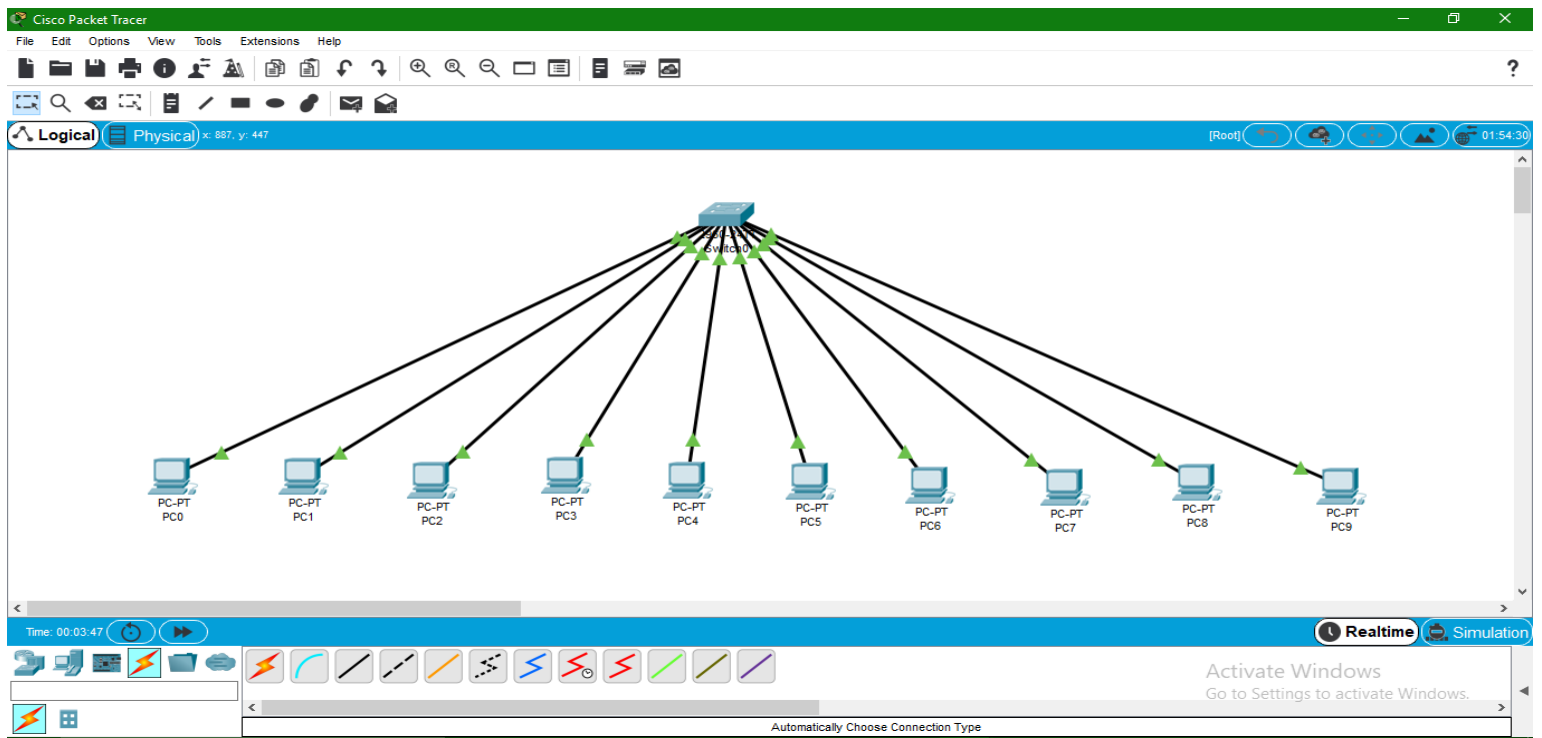 Cisco Packet Tracer
File Edit Options View Tools Extensions Help
?
Logical Physical x: 887, y: 447 [Root] 01:54:30
Switch0
PC-PT
PC0
PC-PT
PC1
PC-PT
PC2
PC-PT
PC3
PC-PT
PC4
PC-PT
PC5
PC-PT
PC6
PC-PT
PC7
PC-PT
PC8
PC-PT
PC9
Time: 00:03:47 Realtime Simulation
Activate Windows
Go to Settings to activate Windows.
Automatically Choose Connection Type